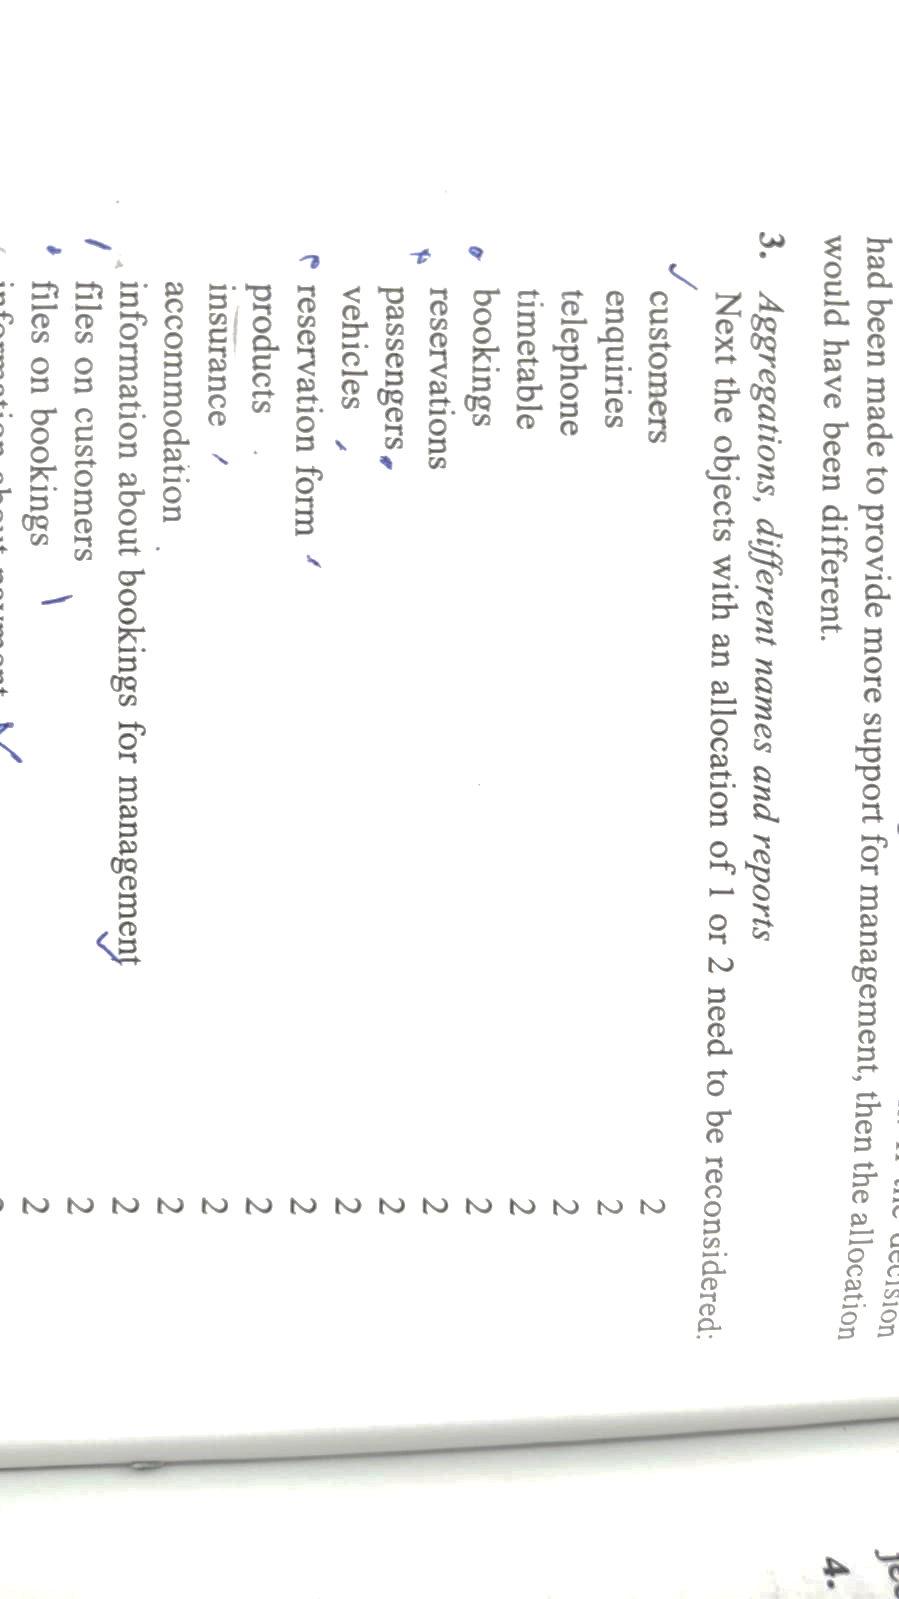 decision
had been made to provide more support for management, then the allocation
would have been different.
3. Aggregations, different names and reports
Next the objects with an allocation of 1 or 2 need to be reconsidered:
customers 2
enquiries 2
telephone 2
timetable 2
bookings 2
reservations 2
passengers 2
vehicles 2
reservation form 2
products 2
insurance 2
accommodation 2
information about bookings for management 2
files on customers 2
files on bookings 2
information about payment
4.